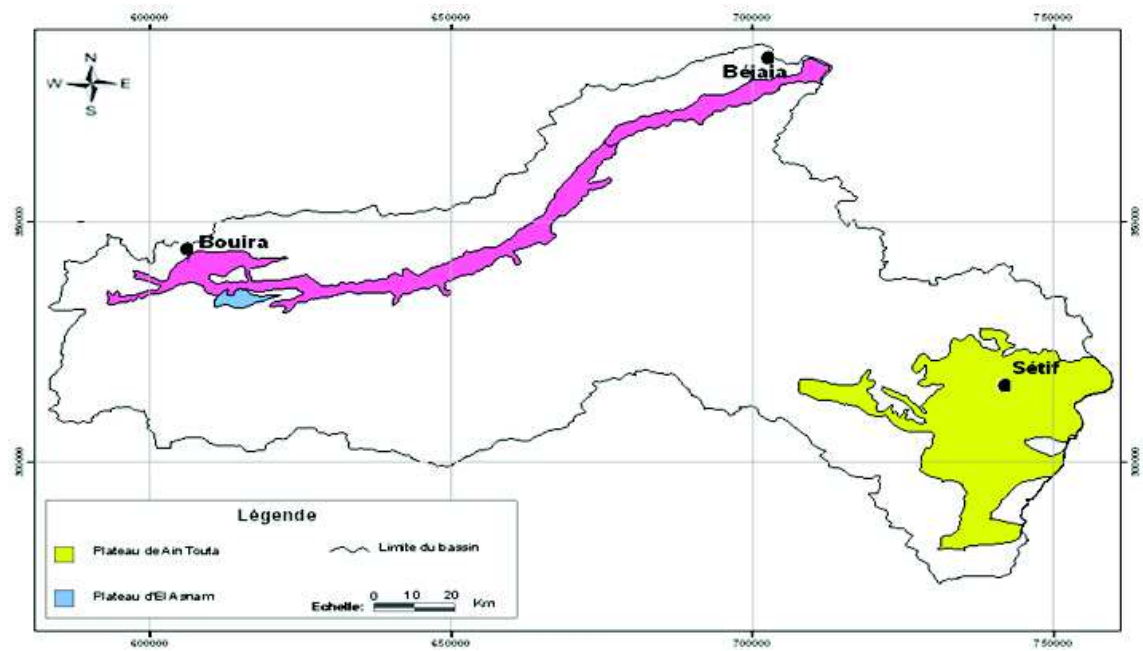 600000 650000 700000 750000
N
W E
S
Béjaia
350000 350000
Bouira
Sétif
300000 300000
Légende
Plateau de Ain Touta
Limite du bassin
Plateau d'El Asnam
0 10 20
Echelle: Km
600000 650000 700000 750000